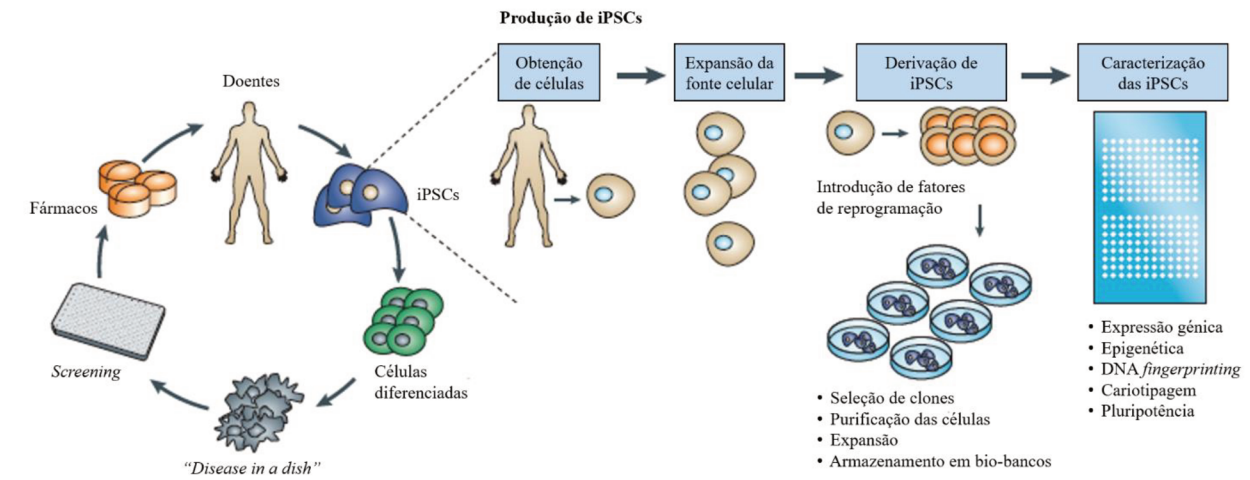 Produção de iPSCs
Obtenção
de células
Expansão da
fonte celular
Derivação de
iPSCs
Caracterização
das iPSCs
Doentes
Fármacos
iPSCs
Screening
Células
diferenciadas
“Disease in a dish”
Introdução de fatores
de reprogramação
• Seleção de clones
• Purificação das células
• Expansão
• Armazenamento em bio-bancos
• Expressão génica
• Epigenética
• DNA fingerprinting
• Cariotipagem
• Pluripotência